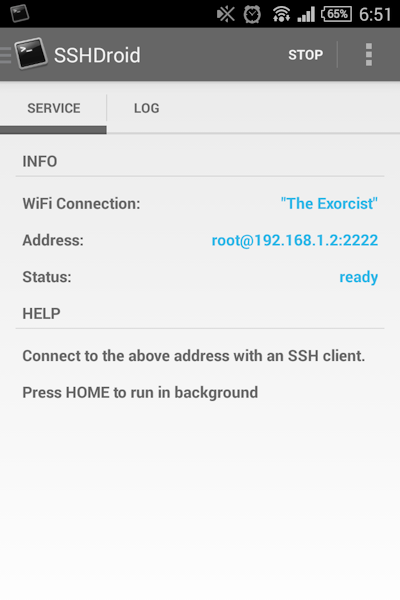 65%
6:51
SSHDroid
STOP
SERVICE
LOG
INFO
WiFi Connection: "The Exorcist"
Address: root@192.168.1.2:2222
Status: ready
HELP
Connect to the above address with an SSH client.
Press HOME to run in background